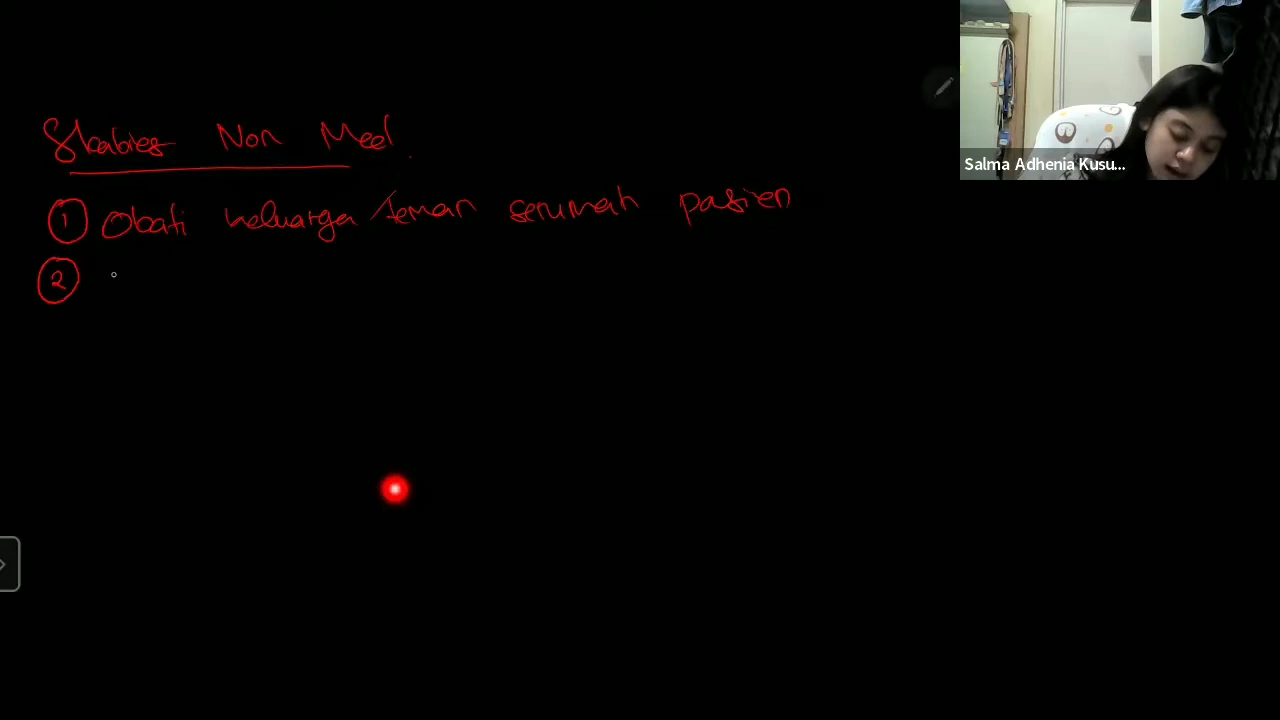 Skabies Non Med.
① Obati keluarga/teman serumah pasien
②
Salma Adhenia Kusu...